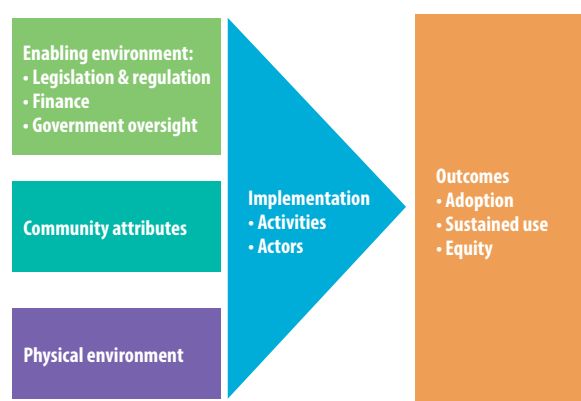 Enabling environment:
• Legislation & regulation
• Finance
• Government oversight
Community attributes
Physical environment
Implementation
• Activities
• Actors
Outcomes
• Adoption
• Sustained use
• Equity